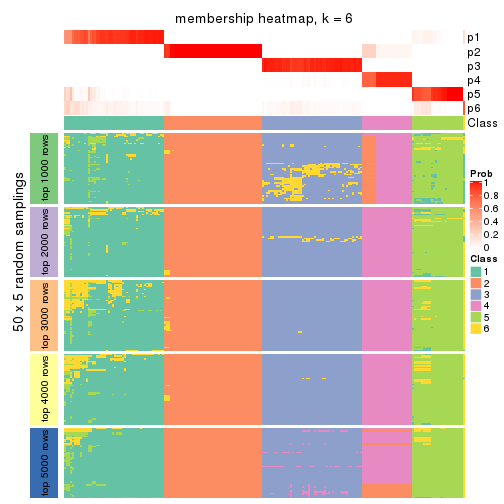 membership heatmap, k = 6
p1
p2
p3
p4
p5
p6
Class
50 x 5 random samplings
top 1000 rows
top 2000 rows
top 3000 rows
top 4000 rows
top 5000 rows
Prob
1
0.8
0.6
0.4
0.2
0
Class
1
2
3
4
5
6